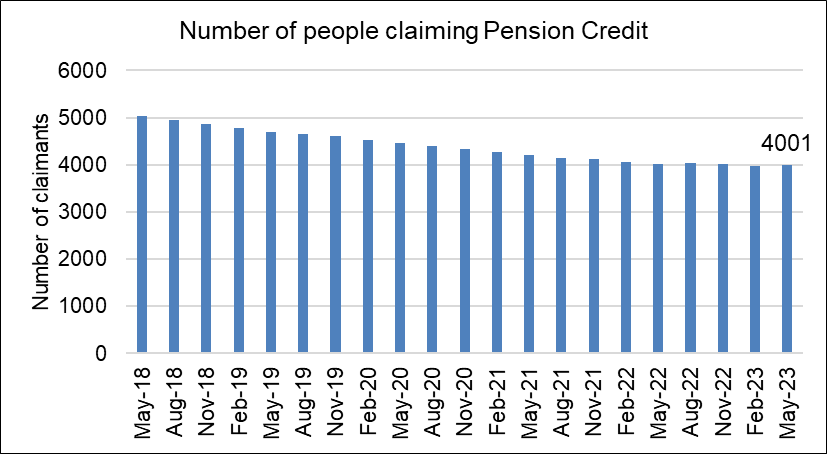 Number of people claiming Pension Credit
6000
5000
4000
3000
2000
1000
0
Number of claimants
4001
May-18
Aug-18
Nov-18
Feb-19
May-19
Aug-19
Nov-19
Feb-20
May-20
Aug-20
Nov-20
Feb-21
May-21
Aug-21
Nov-21
Feb-22
May-22
Aug-22
Nov-22
Feb-23
May-23